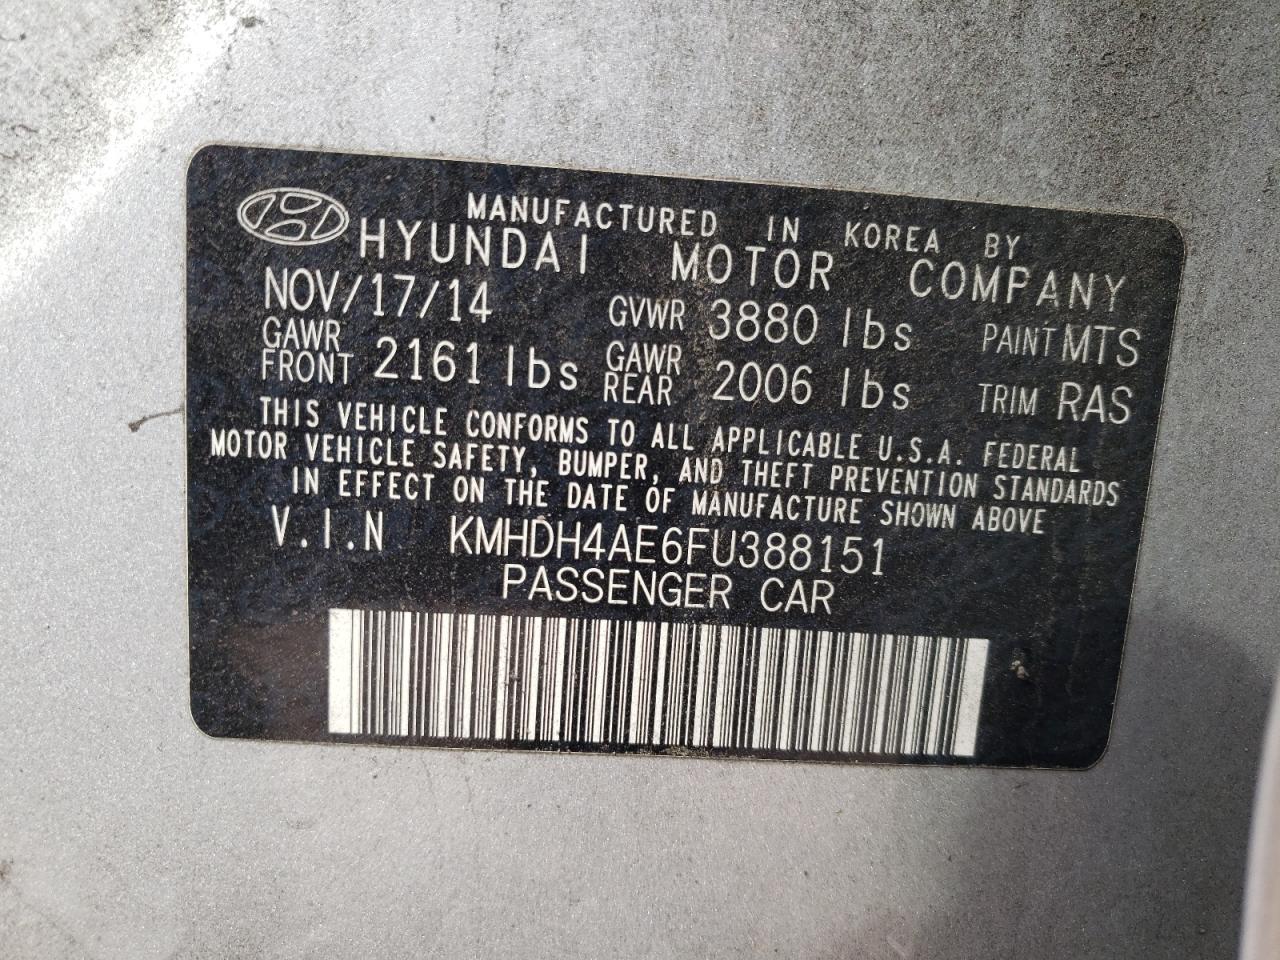 MANUFACTURED IN KOREA BY
HYUNDAI MOTOR COMPANY
NOV/17/14 GVWR 3880 lbs PAINT MTS
GAWR FRONT 2161 lbs GAWR REAR 2006 lbs TRIM RAS
THIS VEHICLE CONFORMS TO ALL APPLICABLE U.S.A. FEDERAL
MOTOR VEHICLE SAFETY, BUMPER, AND THEFT PREVENTION STANDARDS
IN EFFECT ON THE DATE OF MANUFACTURE SHOWN ABOVE
V.I.N KMHDH4AE6FU388151
PASSENGER CAR